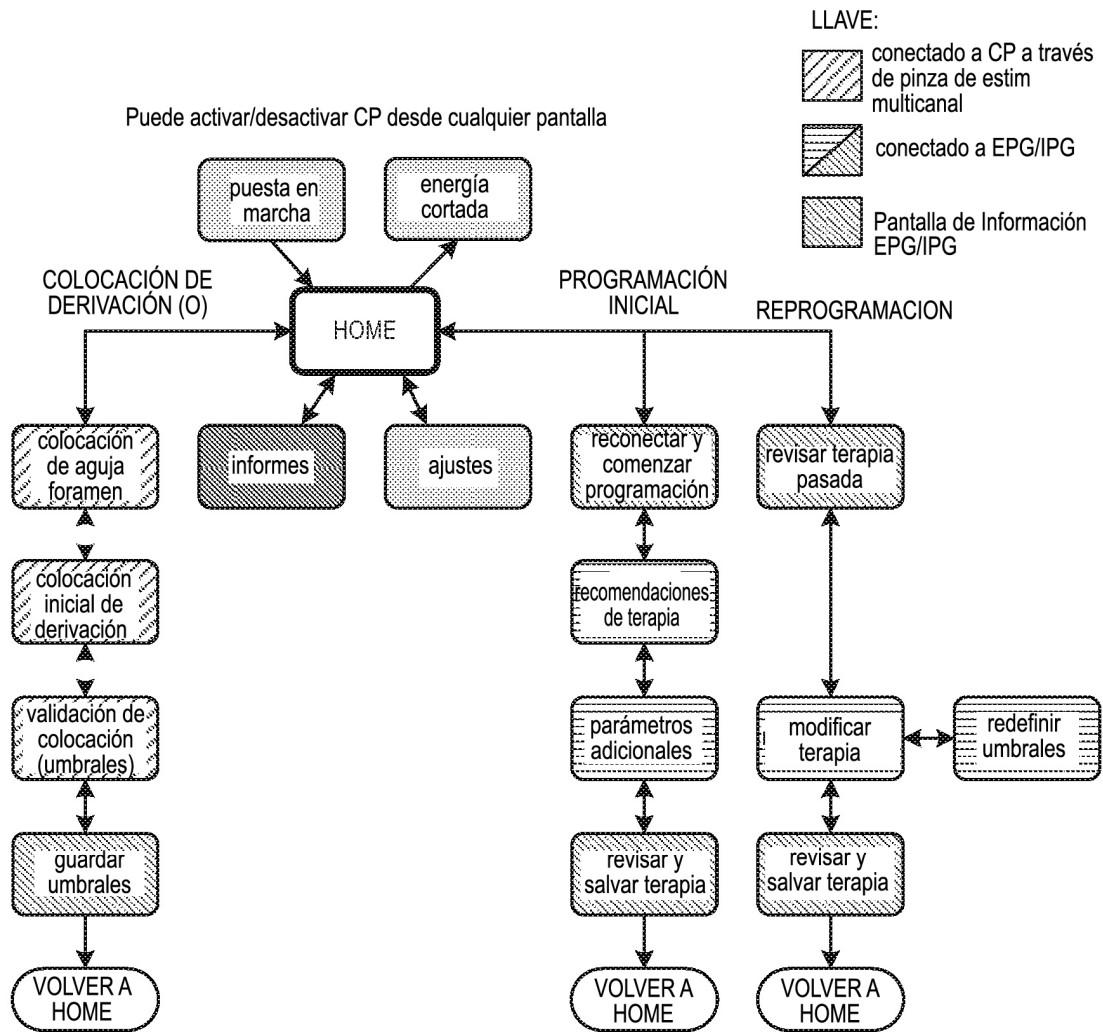 LLAVE:
conectado a CP a través
de pinza de estim
multicanal
conectado a EPG/IPG
Pantalla de Información
EPG/IPG
Puede activar/desactivar CP desde cualquier pantalla
puesta en
marcha
energía
cortada
COLOCACIÓN DE
DERIVACIÓN (O)
HOME
PROGRAMACIÓN
INICIAL
REPROGRAMACION
colocación
de aguja
foramen
informes
ajustes
reconectar y
comenzar
programación
revisar terapia
pasada
colocación
inicial de
derivación
recomendaciones
de terapia
validación de
colocación
(umbrales)
parámetros
adicionales
modificar
terapia
redefinir
umbrales
guardar
umbrales
revisar y
salvar terapia
revisar y
salvar terapia
VOLVER A
HOME
VOLVER A
HOME
VOLVER A
HOME